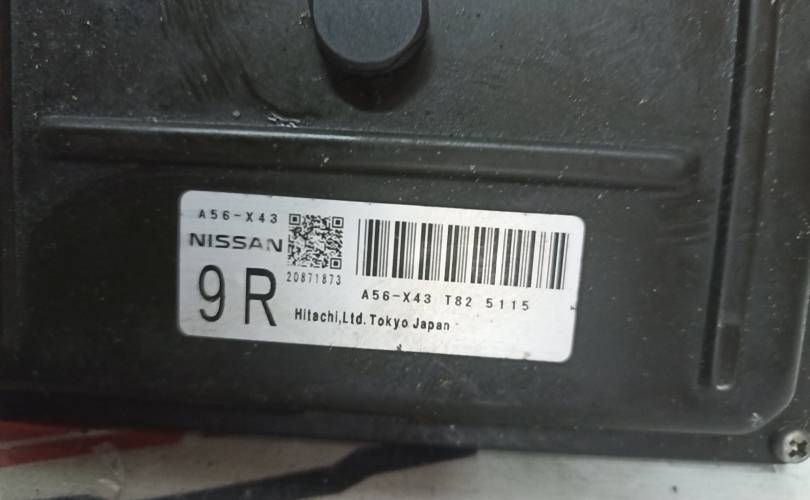 A56-X43
NISSAN
20871873
9R
A56-X43 T82 5115
Hitachi,Ltd.Tokyo Japan